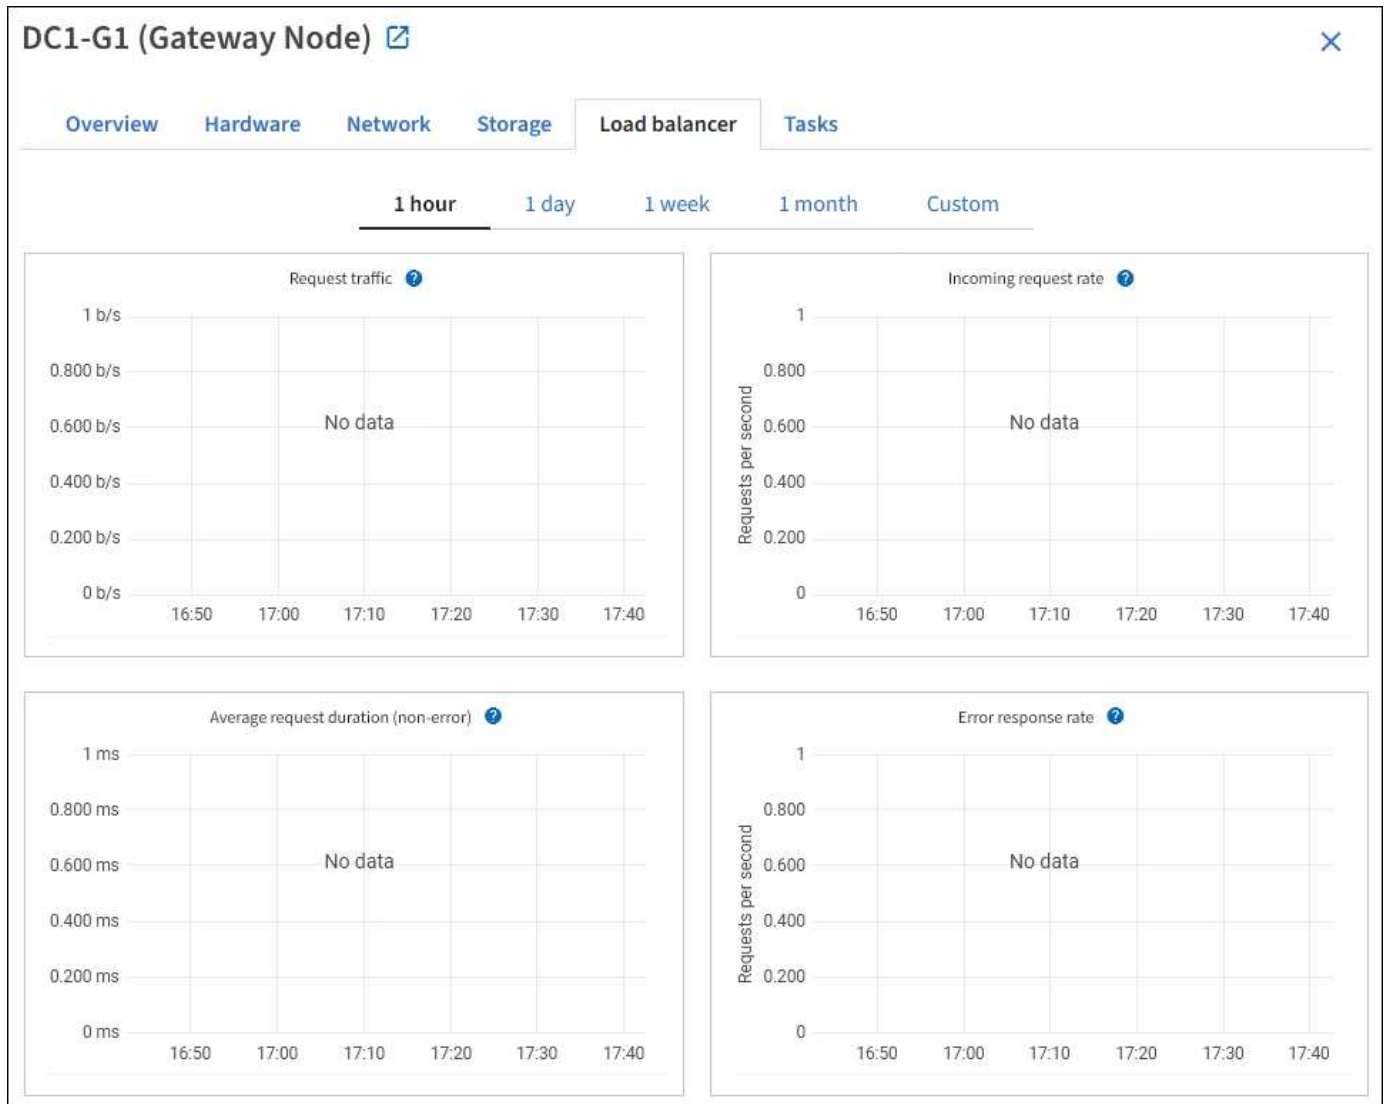 DC1-G1 (Gateway Node)
Overview Hardware Network Storage Load balancer Tasks
1 hour 1 day 1 week 1 month Custom
Request traffic
1 b/s
0.800 b/s
0.600 b/s
0.400 b/s
0.200 b/s
0 b/s
No data
16:50 17:00 17:10 17:20 17:30 17:40
Incoming request rate
Requests per second
1
0.800
0.600
0.400
0.200
0
No data
16:50 17:00 17:10 17:20 17:30 17:40
Average request duration (non-error)
1 ms
0.800 ms
0.600 ms
0.400 ms
0.200 ms
0 ms
No data
16:50 17:00 17:10 17:20 17:30 17:40
Error response rate
Requests per second
1
0.800
0.600
0.400
0.200
0
No data
16:50 17:00 17:10 17:20 17:30 17:40